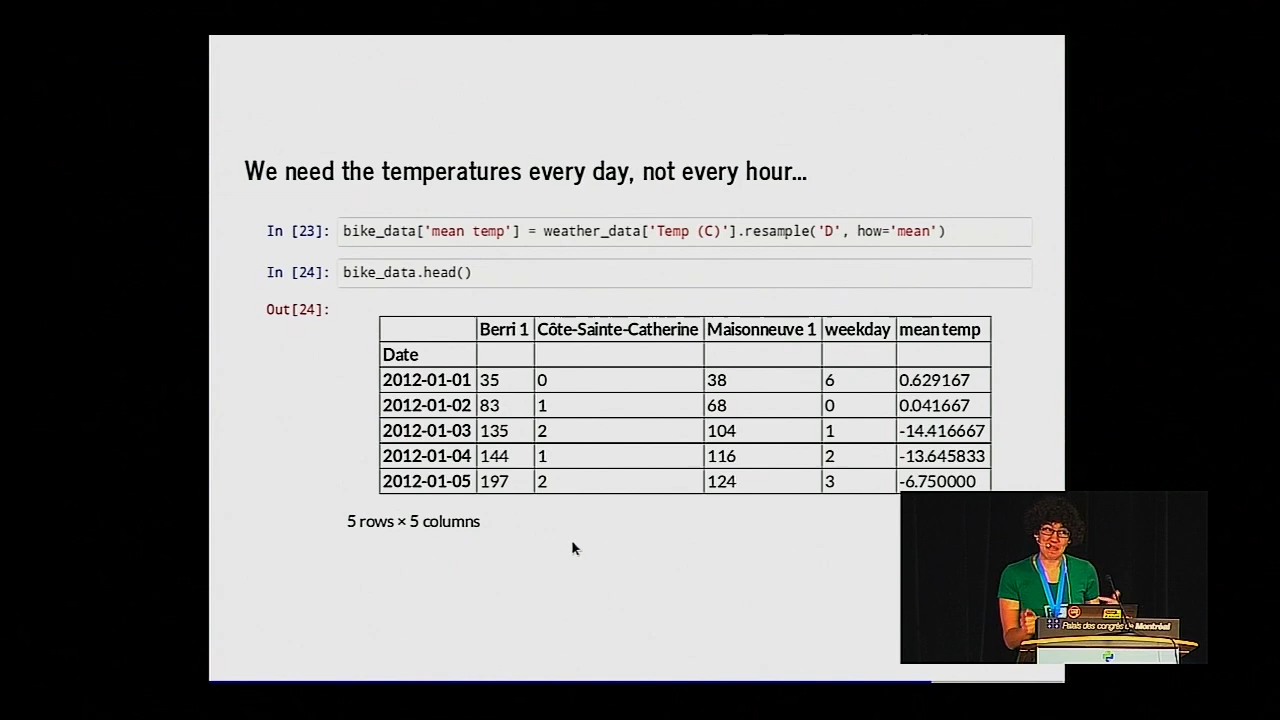 We need the temperatures every day, not every hour...
In [23]: bike_data['mean temp'] = weather_data['Temp (C)'].resample('D', how='mean')
In [24]: bike_data.head()
Out[24]:
Berri 1 Côte-Sainte-Catherine Maisonneuve 1 weekday mean temp
Date
2012-01-01 35 0 38 6 0.629167
2012-01-02 83 1 68 0 0.041667
2012-01-03 135 2 104 1 -14.416667
2012-01-04 144 1 116 2 -13.645833
2012-01-05 197 2 124 3 -6.750000
5 rows × 5 columns
Palais des congrès de Montréal